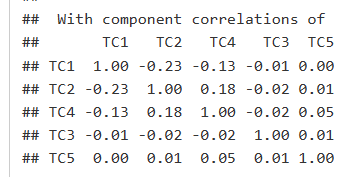 ##  With component correlations of
##       TC1   TC2   TC4   TC3  TC5
## TC1  1.00 -0.23 -0.13 -0.01 0.00
## TC2 -0.23  1.00  0.18 -0.02 0.01
## TC4 -0.13  0.18  1.00 -0.02 0.05
## TC3 -0.01 -0.02 -0.02  1.00 0.01
## TC5  0.00  0.01  0.05  0.01 1.00